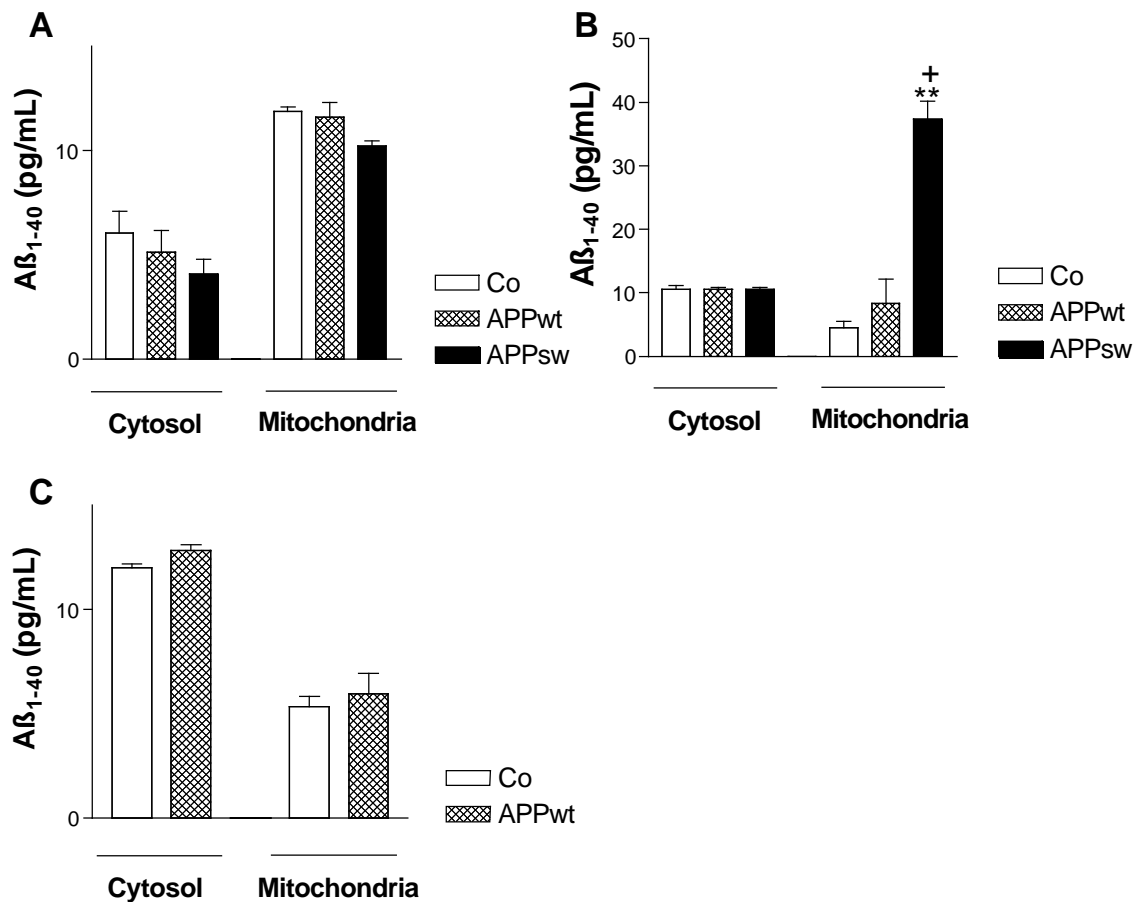 A
Aß1-40 (pg/mL)
10
0
Cytosol
Mitochondria
Co
APPwt
APPsw
B
Aß1-40 (pg/mL)
50
40
30
20
10
0
+
**
Cytosol
Mitochondria
Co
APPwt
APPsw
C
Aß1-40 (pg/mL)
10
0
Cytosol
Mitochondria
Co
APPwt